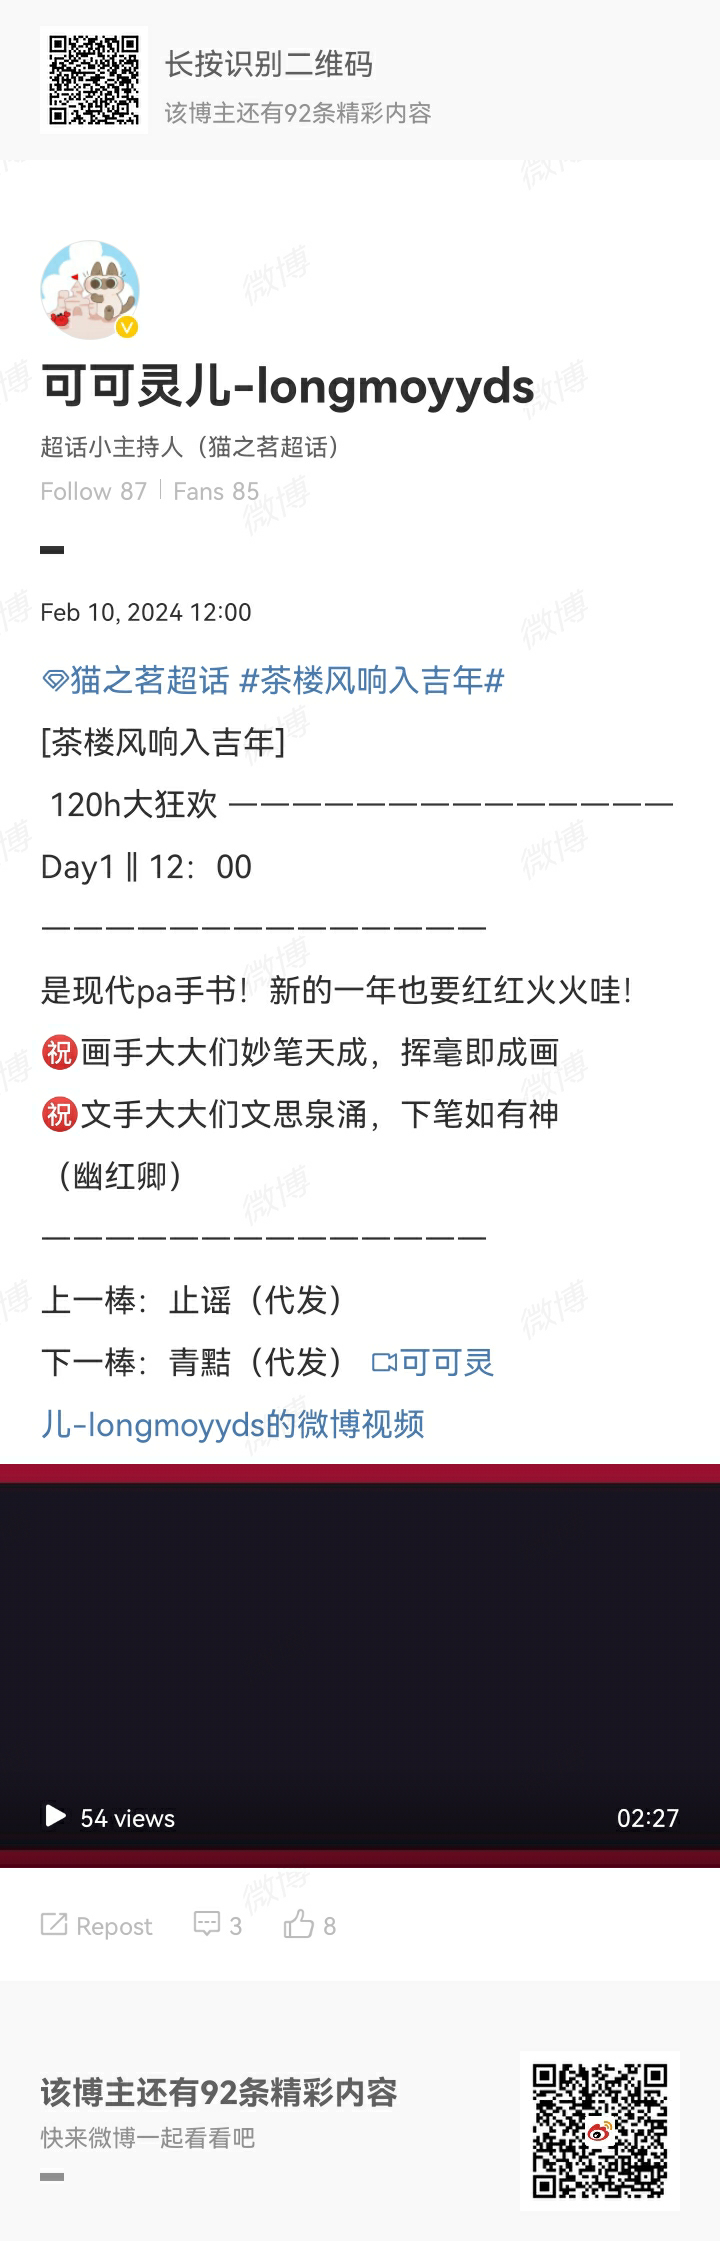 长按识别二维码
该博主还有92条精彩内容
可可灵儿-longmoyyds
超话小主持人（猫之茗超话）
Follow 87 | Fans 85
Feb 10, 2024 12:00
猫之茗超话 #茶楼风响入吉年#
[茶楼风响入吉年]
120h大狂欢 ——————————————
Day1 || 12：00
——————————————
是现代pa手书！新的一年也要红红火火哇！
㊗画手大大们妙笔天成，挥毫即成画
㊗文手大大们文思泉涌，下笔如有神
（幽红卿）
——————————————
上一棒：止谣（代发）
下一棒：青黠（代发） 可可灵
儿-longmoyyds的微博视频
54 views 02:27
Repost 3 8
该博主还有92条精彩内容
快来微博一起看看吧
微博